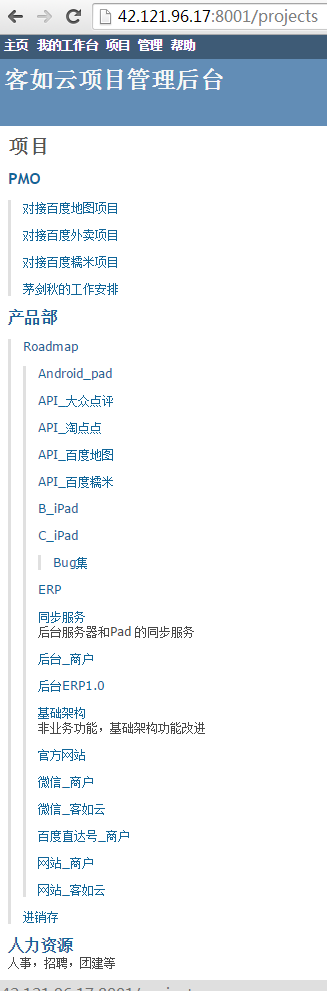 42.121.96.17:8001/projects
主页 我的工作台 项目 管理 帮助
客如云项目管理后台
项目
PMO
对接百度地图项目
对接百度外卖项目
对接百度糯米项目
茅剑秋的工作安排
产品部
Roadmap
Android_pad
API_大众点评
API_淘点点
API_百度地图
API_百度糯米
B_iPad
C_iPad
Bug集
ERP
同步服务
后台服务器和Pad 的同步服务
后台_商户
后台ERP1.0
基础架构
非业务功能，基础架构功能改进
官方网站
微信_商户
微信_客如云
百度直达号_商户
网站_商户
网站_客如云
进销存
人力资源
人事，招聘，团建等